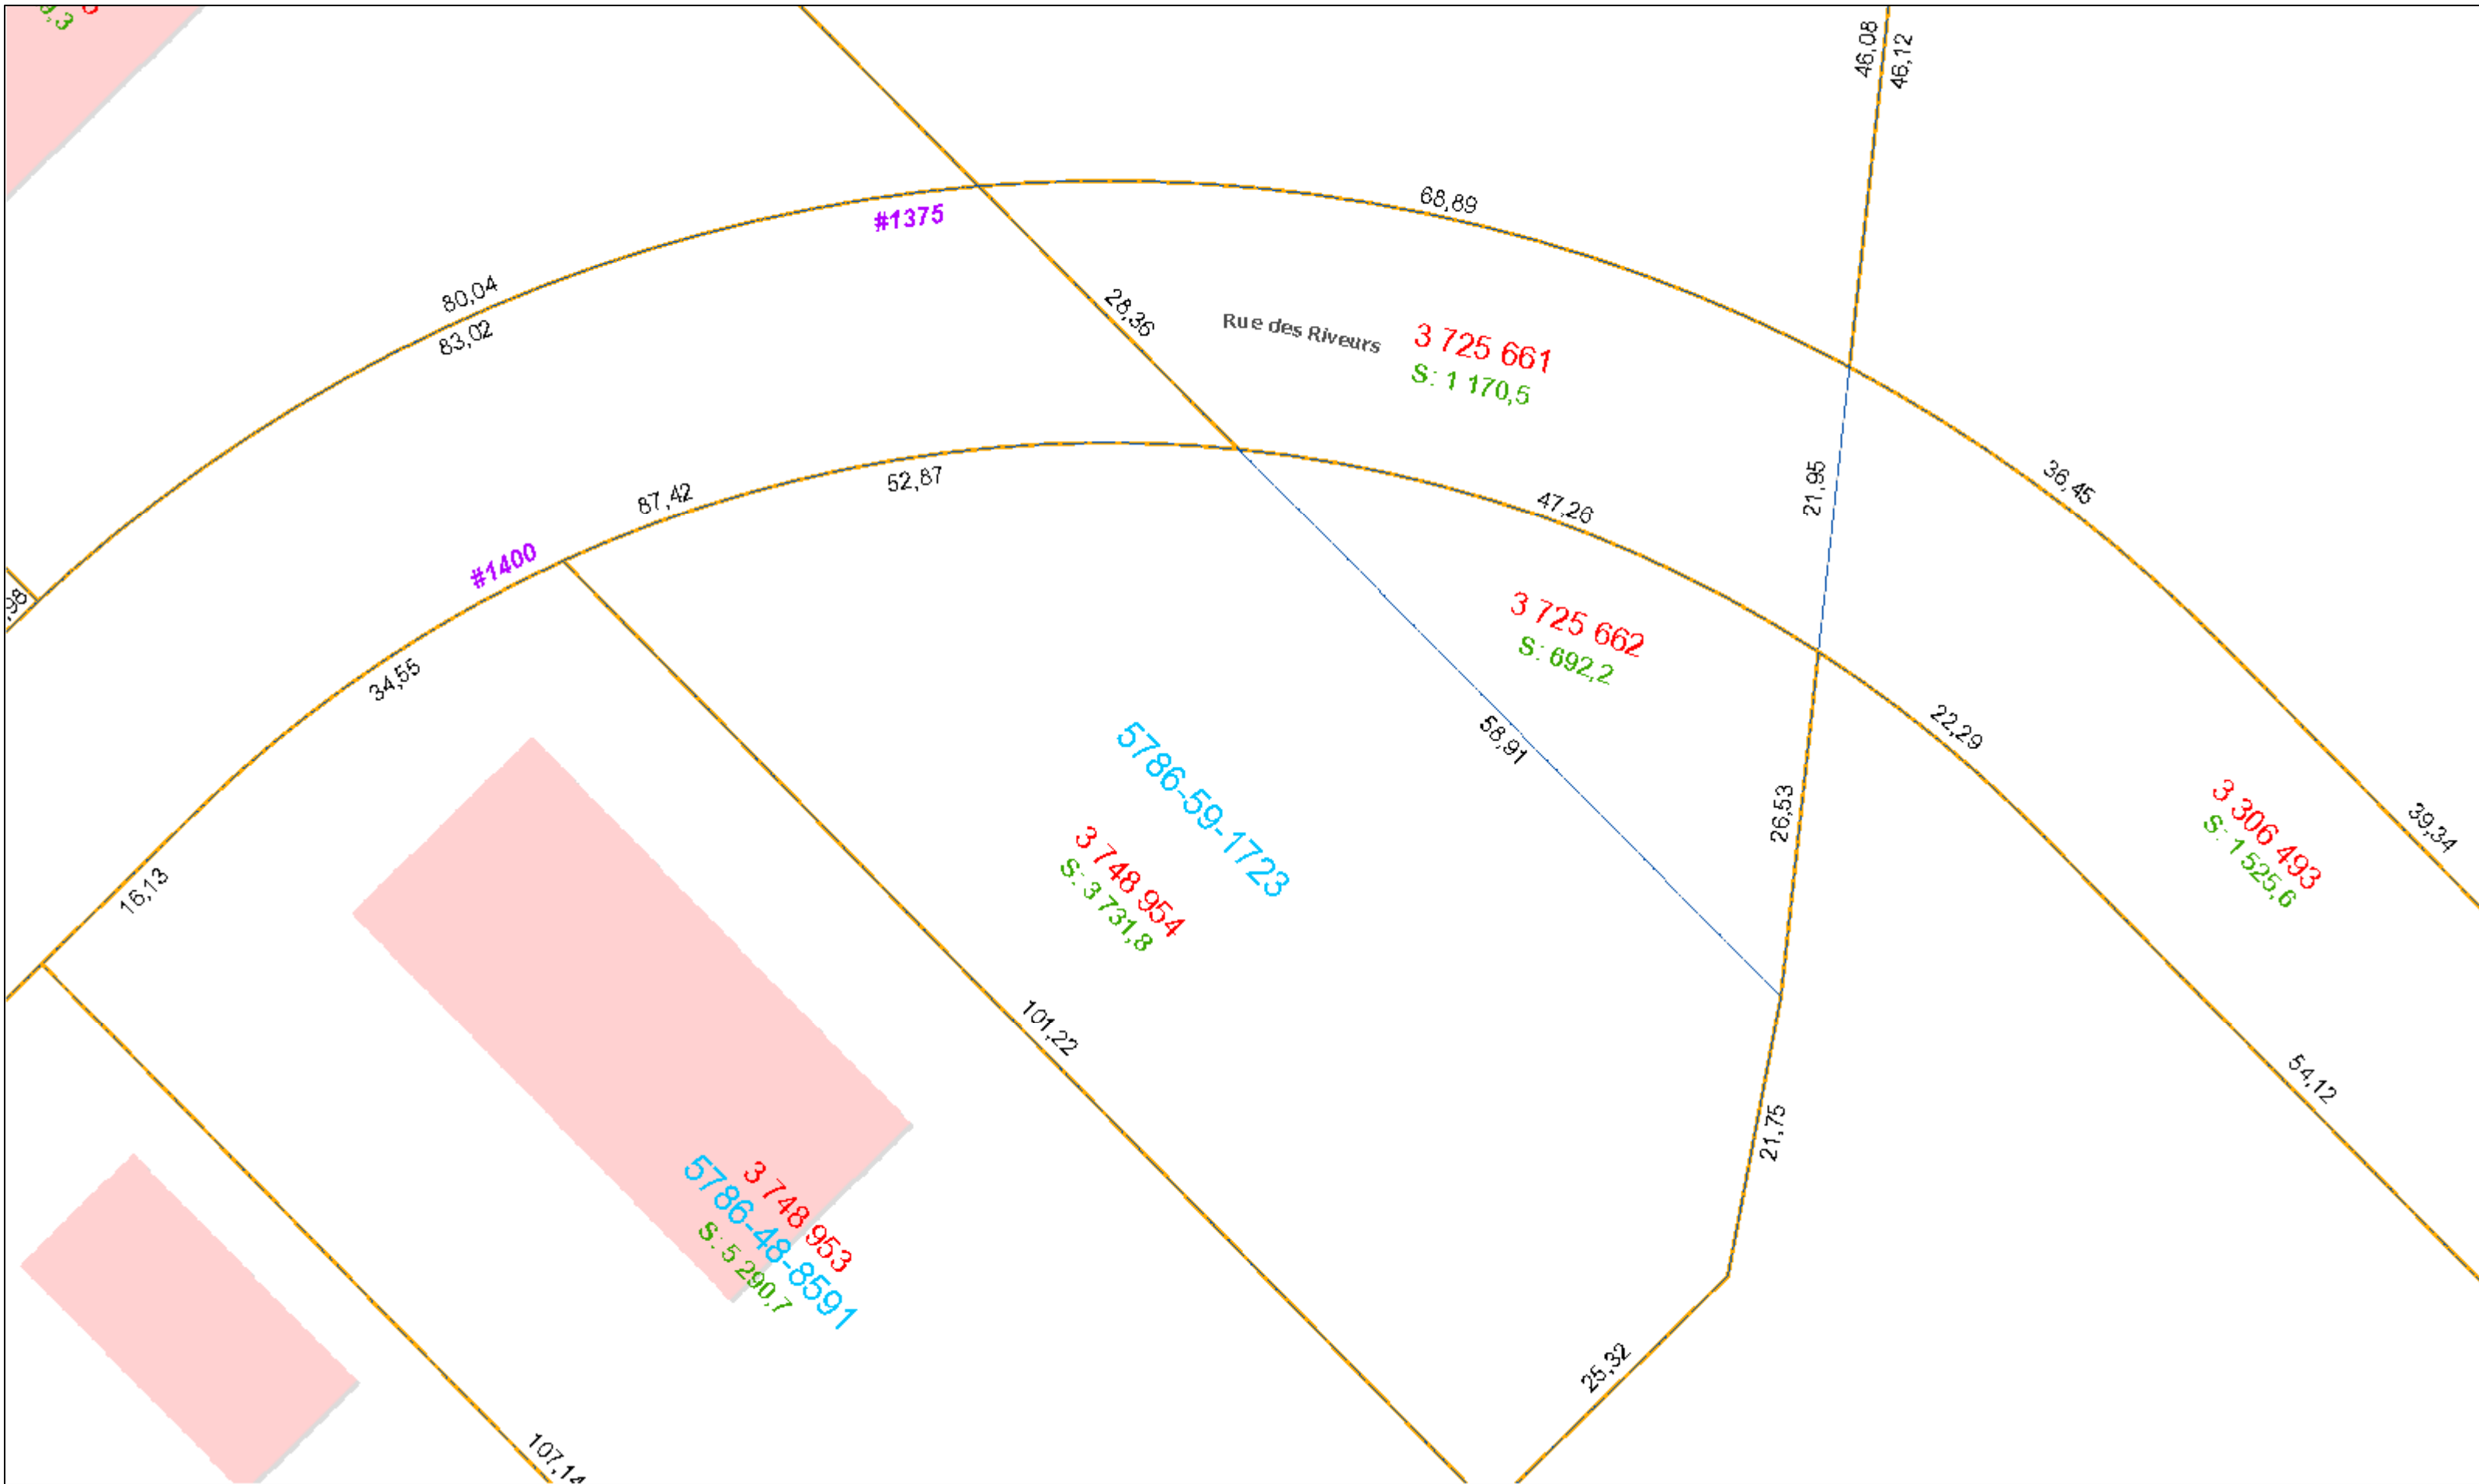 46,08
46,12
68,89
#1375
80,04
83,02
28,36
Rue des Riveurs
3 725 661
S: 1 170,5
21,95
36,45
52,87
87,42
47,26
#1400
,98
34,55
3 725 662
S: 692,2
58,91
22,29
5786-59-1723
3 748 954
S: 3 731,8
26,53
3 306 493
S: 1 525,6
39,34
16,13
101,22
54,12
21,75
3 748 953
5786-48-8591
S: 5 290,7
25,32
107,14